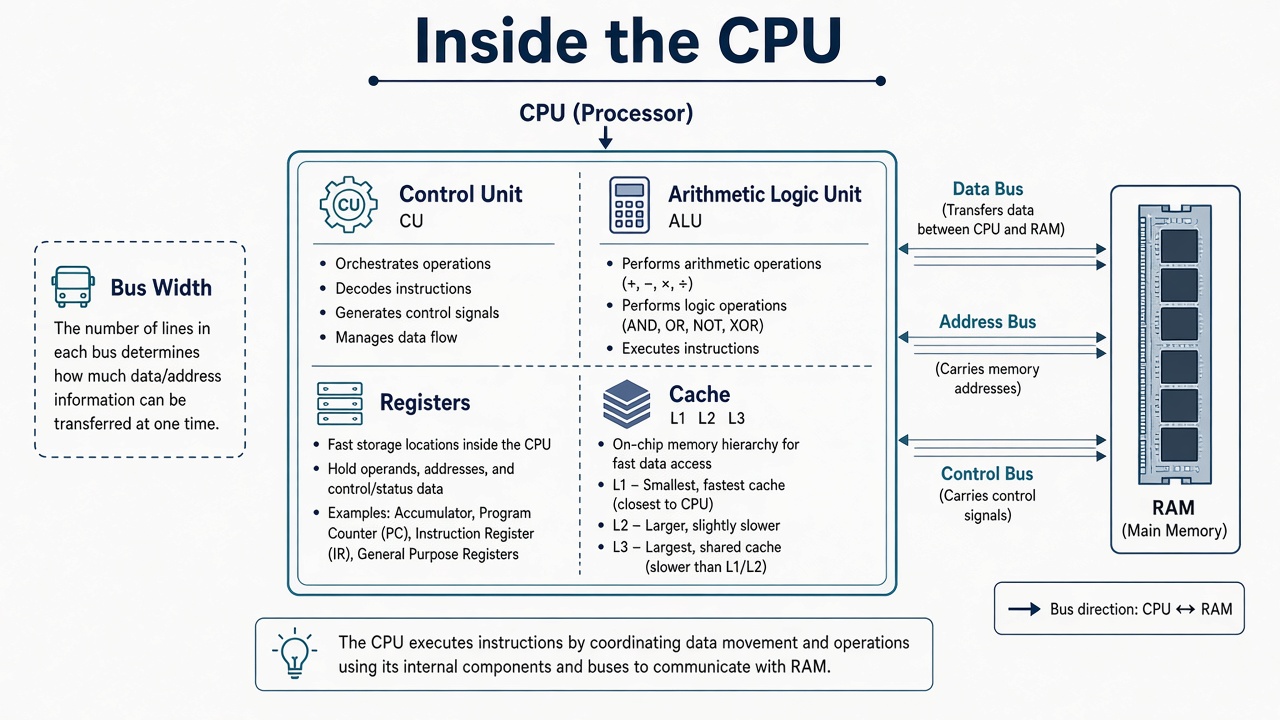 Inside the CPU
CPU (Processor)
CU
Control Unit
CU
• Orchestrates operations
• Decodes instructions
• Generates control signals
• Manages data flow
Arithmetic Logic Unit
ALU
• Performs arithmetic operations
(+, −, ×, ÷)
• Performs logic operations
(AND, OR, NOT, XOR)
• Executes instructions
Registers
• Fast storage locations inside the CPU
• Hold operands, addresses, and
control/status data
• Examples: Accumulator, Program
Counter (PC), Instruction Register
(IR), General Purpose Registers
Cache
L1 L2 L3
• On-chip memory hierarchy for
fast data access
• L1 – Smallest, fastest cache
(closest to CPU)
• L2 – Larger, slightly slower
• L3 – Largest, shared cache
(slower than L1/L2)
Bus Width
The number of lines in
each bus determines
how much data/address
information can be
transferred at one time.
Data Bus
(Transfers data
between CPU and RAM)
Address Bus
(Carries memory
addresses)
Control Bus
(Carries control
signals)
RAM
(Main Memory)
Bus direction: CPU ↔ RAM
The CPU executes instructions by coordinating data movement and operations
using its internal components and buses to communicate with RAM.